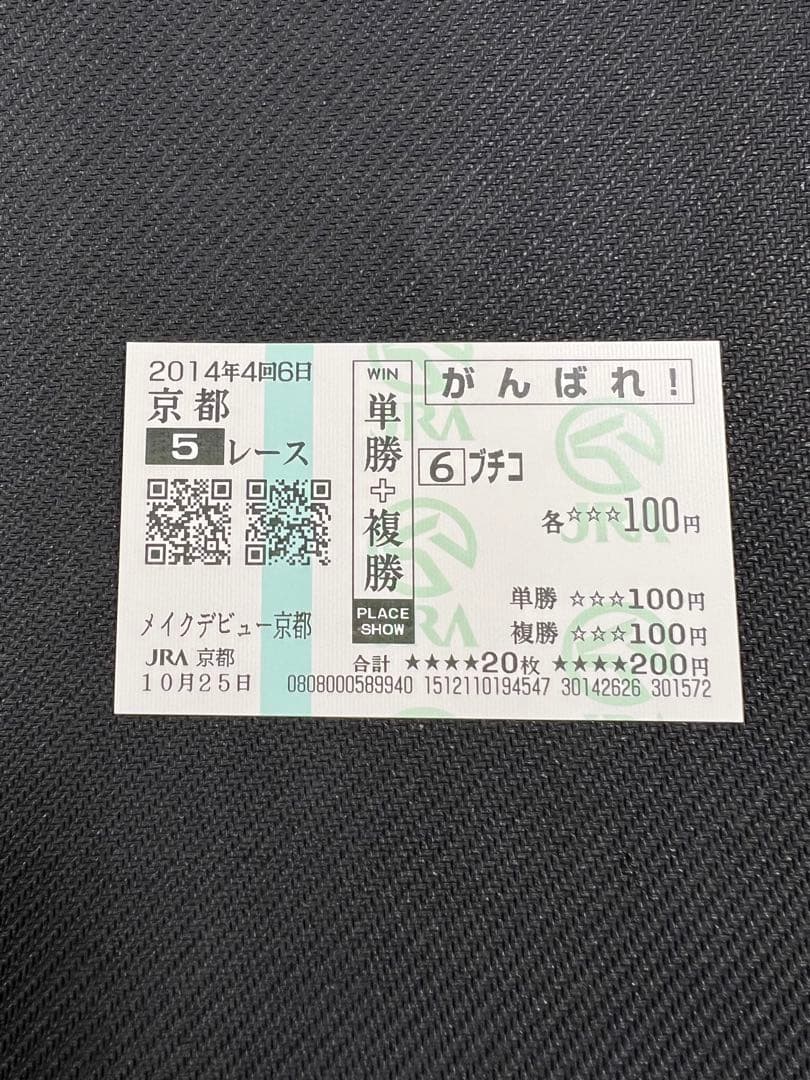 2014年4回6日
京都
5レース
メイクデビュー京都
JRA 京都
10月25日
WIN
単勝+複勝
PLACE
SHOW
がんばれ!
6 ブチコ
各☆☆☆100円
単勝 ☆☆☆100円
複勝 ☆☆☆100円
合計 ★★★★20枚 ★★★★200円
0808000589940 1512110194547 30142626 301572
JRA
JRA
JRA
JRA